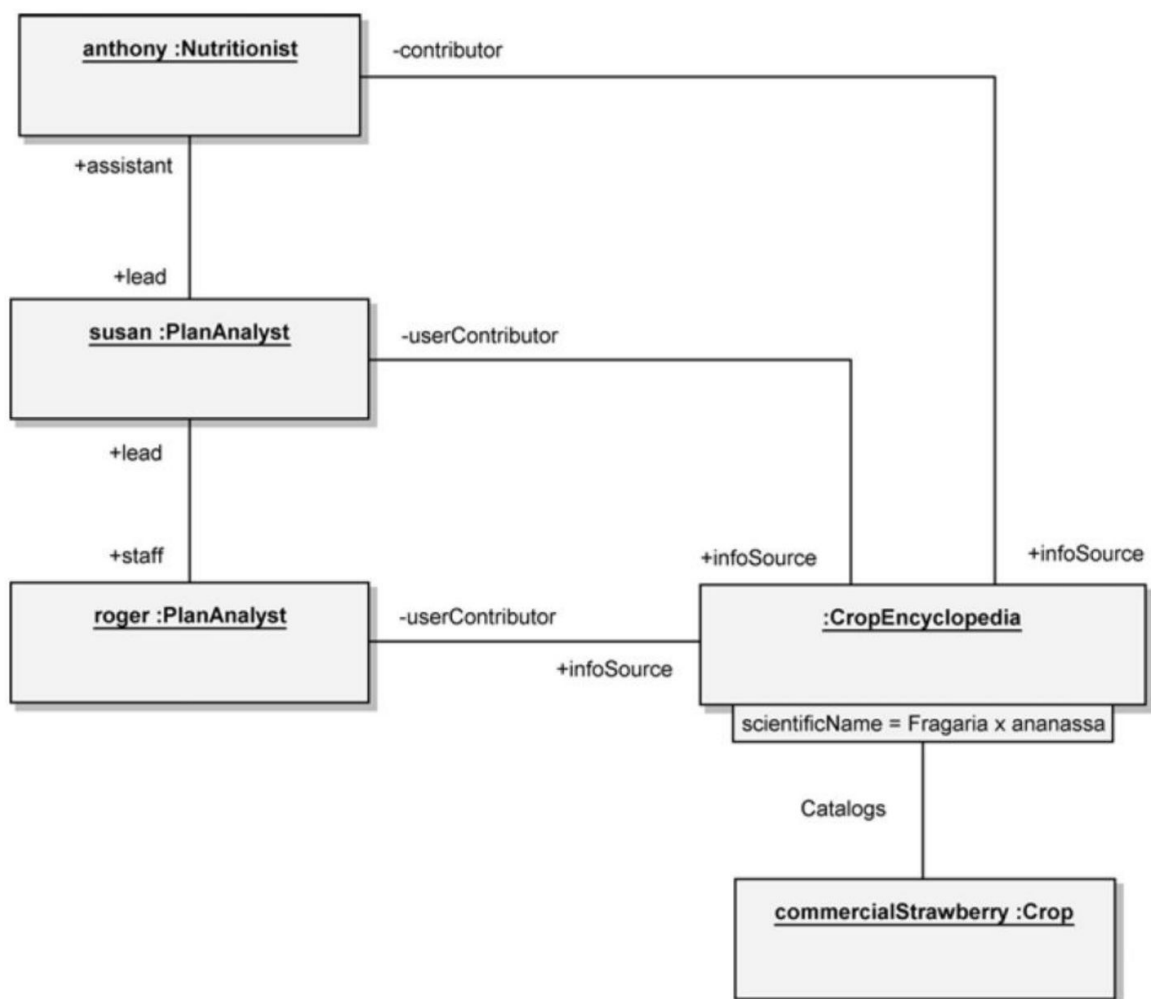 anthony :Nutritionist
-contributor
+assistant
+lead
susan :PlanAnalyst
-userContributor
+lead
+staff
+infoSource
+infoSource
roger :PlanAnalyst
-userContributor
+infoSource
:CropEncyclopedia
scientificName = Fragaria x ananassa
Catalogs
commercialStrawberry :Crop